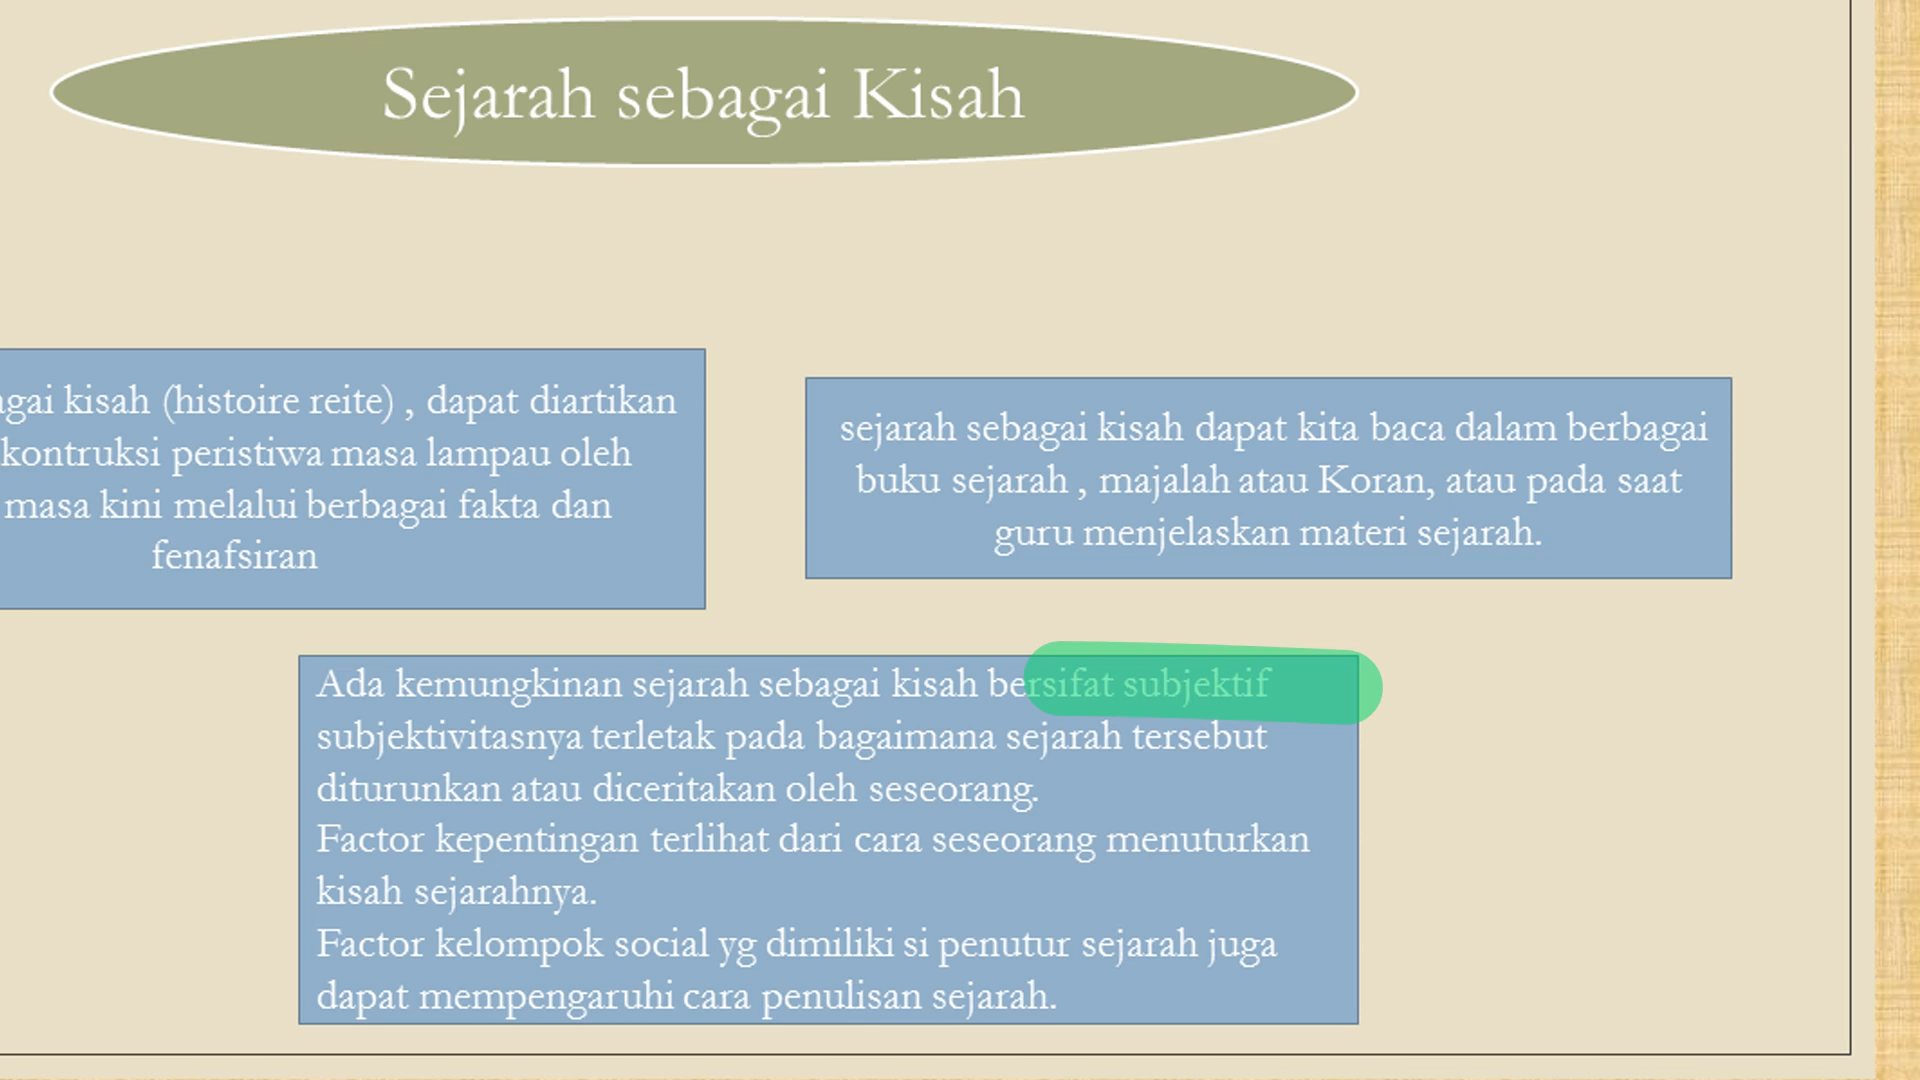 Sejarah sebagai Kisah
kisah (histoire reite) , dapat diartikan
peristiwa masa lampau oleh
masa kini melalui berbagai fakta dan
fenafsiran
sejarah sebagai kisah dapat kita baca dalam berbagai
buku sejarah , majalah atau Koran, atau pada saat
guru menjelaskan materi sejarah.
Ada kemungkinan sejarah sebagai kisah bersifat subjektif
subjektivitasnya terletak pada bagaimana sejarah tersebut
diturunkan atau diceritakan oleh seseorang.
Factor kepentingan terlihat dari cara seseorang menuturkan
kisah sejarahnya.
Factor kelompok social yg dimiliki si penutur sejarah juga
dapat mempengaruhi cara penulisan sejarah.